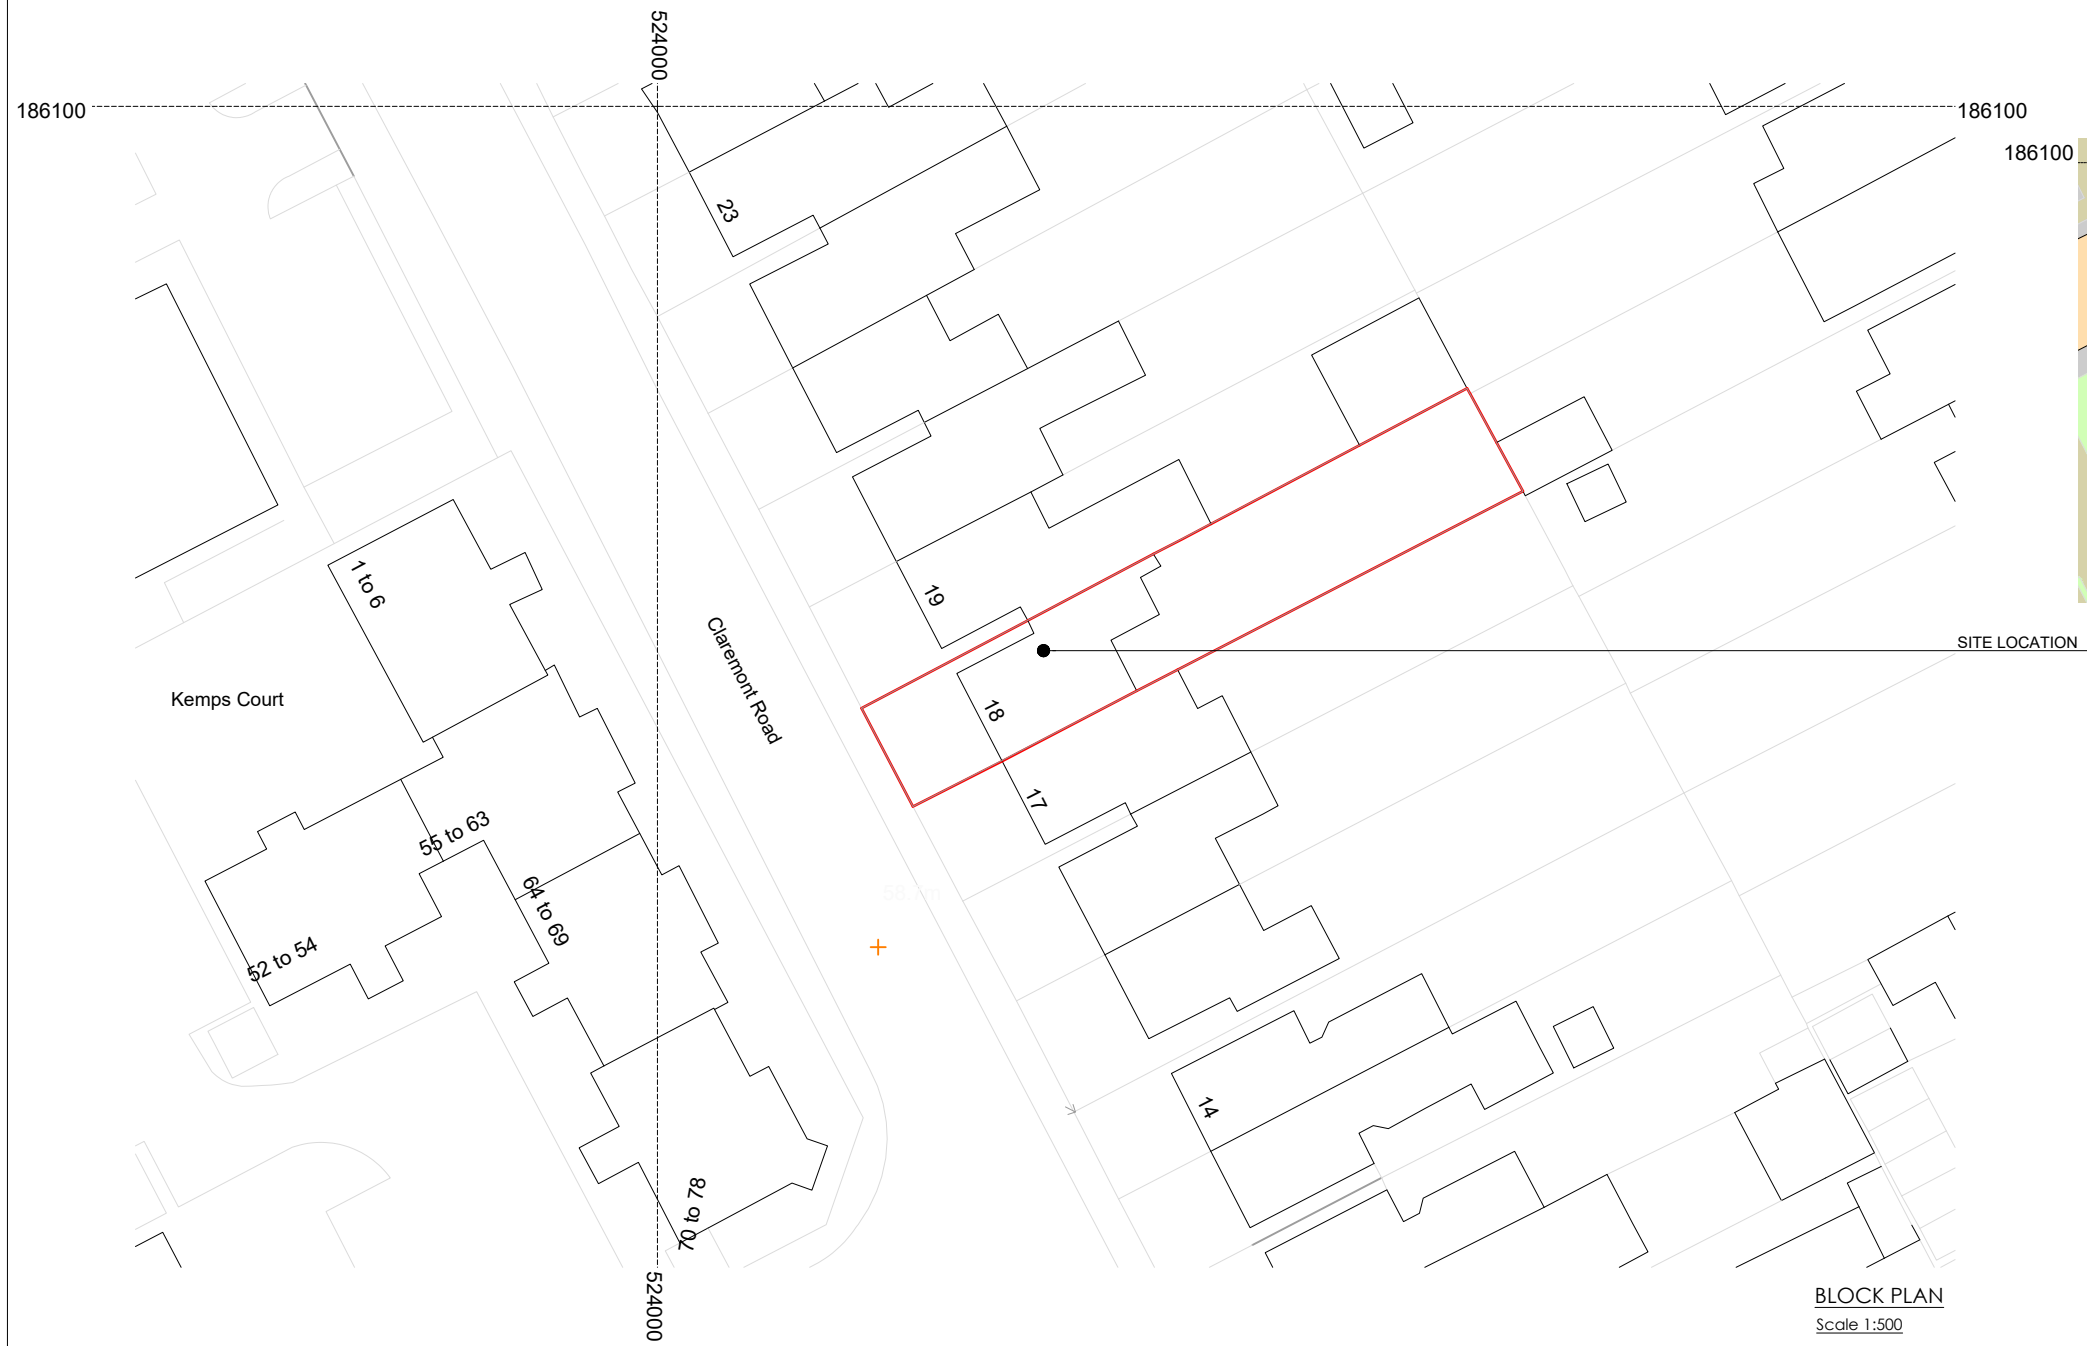 524000
186100
186100
186100
23
1 to 6
19
Claremont Road
SITE LOCATION
Kemps Court
18
17
55 to 63
64 to 69
52 to 54
14
70 to 78
524000
BLOCK PLAN
Scale 1:500